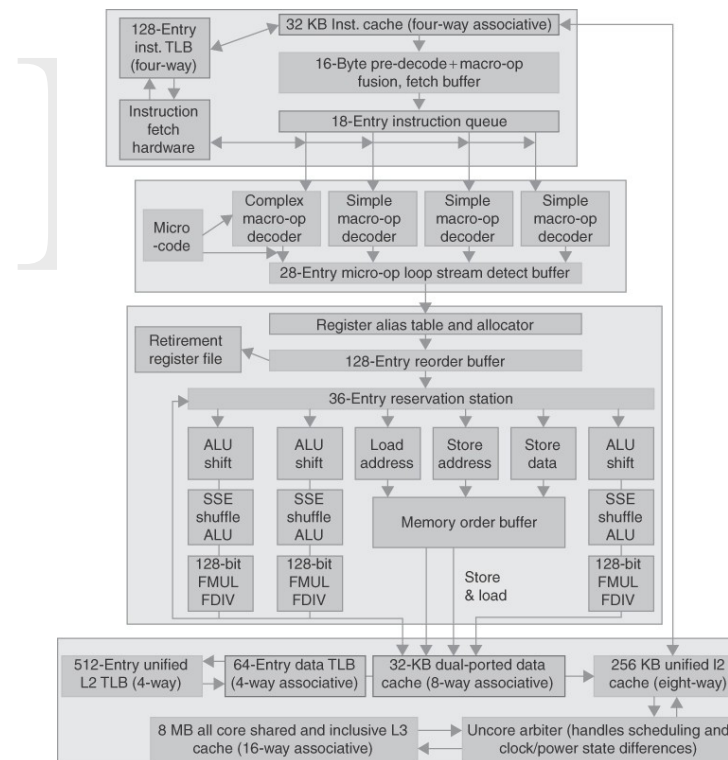 128-Entry
inst. TLB
(four-way)
32 KB Inst. cache (four-way associative)
16-Byte pre-decode+macro-op
fusion, fetch buffer
Instruction
fetch
hardware
18-Entry instruction queue
Micro
-code
Complex
macro-op
decoder
Simple
macro-op
decoder
Simple
macro-op
decoder
Simple
macro-op
decoder
28-Entry micro-op loop stream detect buffer
Register alias table and allocator
Retirement
register file
128-Entry reorder buffer
36-Entry reservation station
ALU
shift
ALU
shift
Load
address
Store
address
Store
data
ALU
shift
SSE
shuffle
ALU
SSE
shuffle
ALU
Memory order buffer
SSE
shuffle
ALU
128-bit
FMUL
FDIV
128-bit
FMUL
FDIV
Store
& load
128-bit
FMUL
FDIV
512-Entry unified
L2 TLB (4-way)
64-Entry data TLB
(4-way associative)
32-KB dual-ported data
cache (8-way associative)
256 KB unified l2
cache (eight-way)
8 MB all core shared and inclusive L3
cache (16-way associative)
Uncore arbiter (handles scheduling and
clock/power state differences)